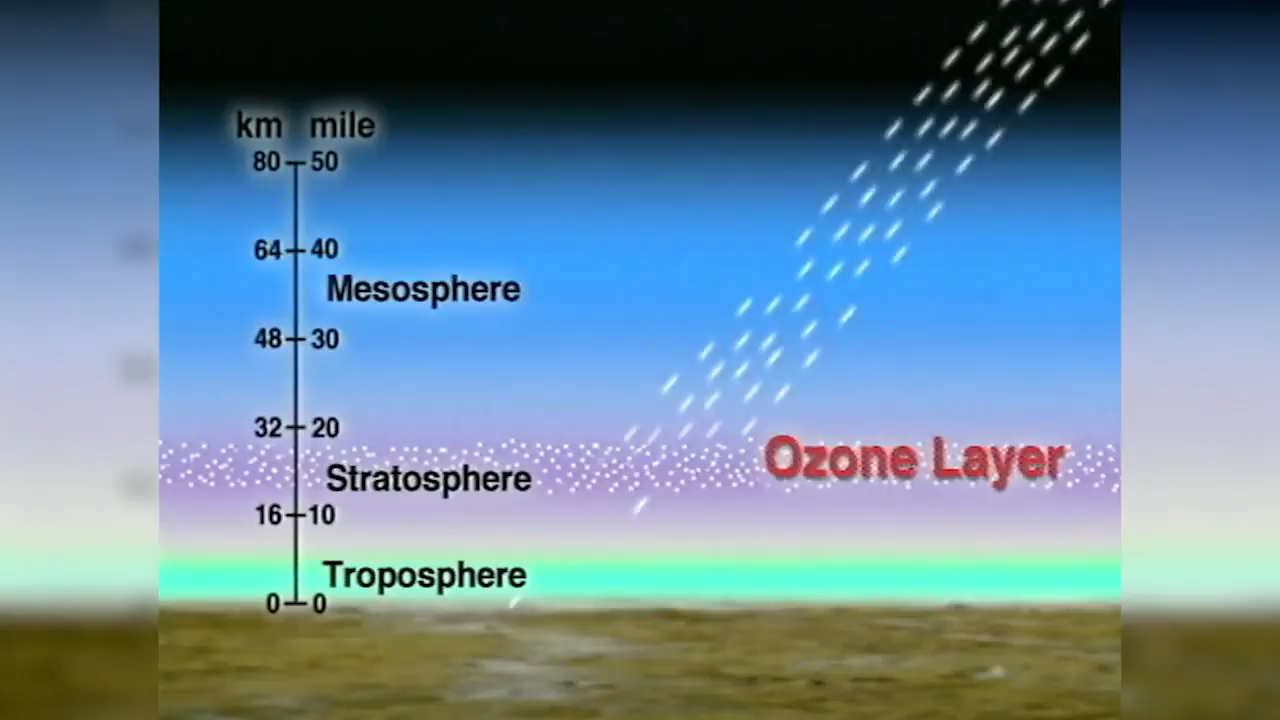 km mile
80 50
64 40
Mesosphere
48 30
32 20
Ozone Layer
Stratosphere
16 10
Troposphere
0 0